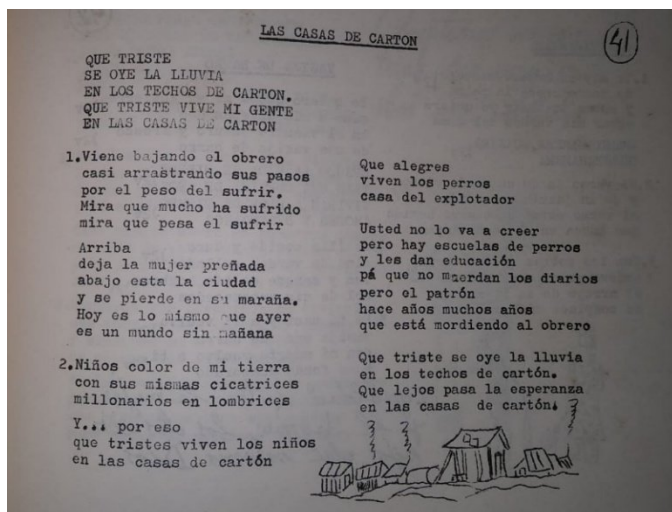 LAS CASAS DE CARTON
41
QUE TRISTE
SE OYE LA LLUVIA
EN LOS TECHOS DE CARTON.
QUE TRISTE VIVE MI GENTE
EN LAS CASAS DE CARTON
1.Viene bajando el obrero
casi arrastrando sus pasos
por el peso del sufrir.
Mira que mucho ha sufrido
mira que pesa el sufrir
Arriba
deja la mujer preñada
abajo esta la ciudad
y se pierde en su maraña.
Hoy es lo mismo que ayer
es un mundo sin mañana
2.Niños color de mi tierra
con sus mismas cicatrices
millonarios en lombrices
Y... por eso
que tristes viven los niños
en las casas de cartón
Que alegres
viven los perros
casa del explotador
Usted no lo va a creer
pero hay escuelas de perros
y les dan educación
pá que no muerdan los diarios
pero el patrón
hace años muchos años
que está mordiendo al obrero
Que triste se oye la lluvia
en los techos de cartón.
Que lejos pasa la esperanza
en las casas de cartón.